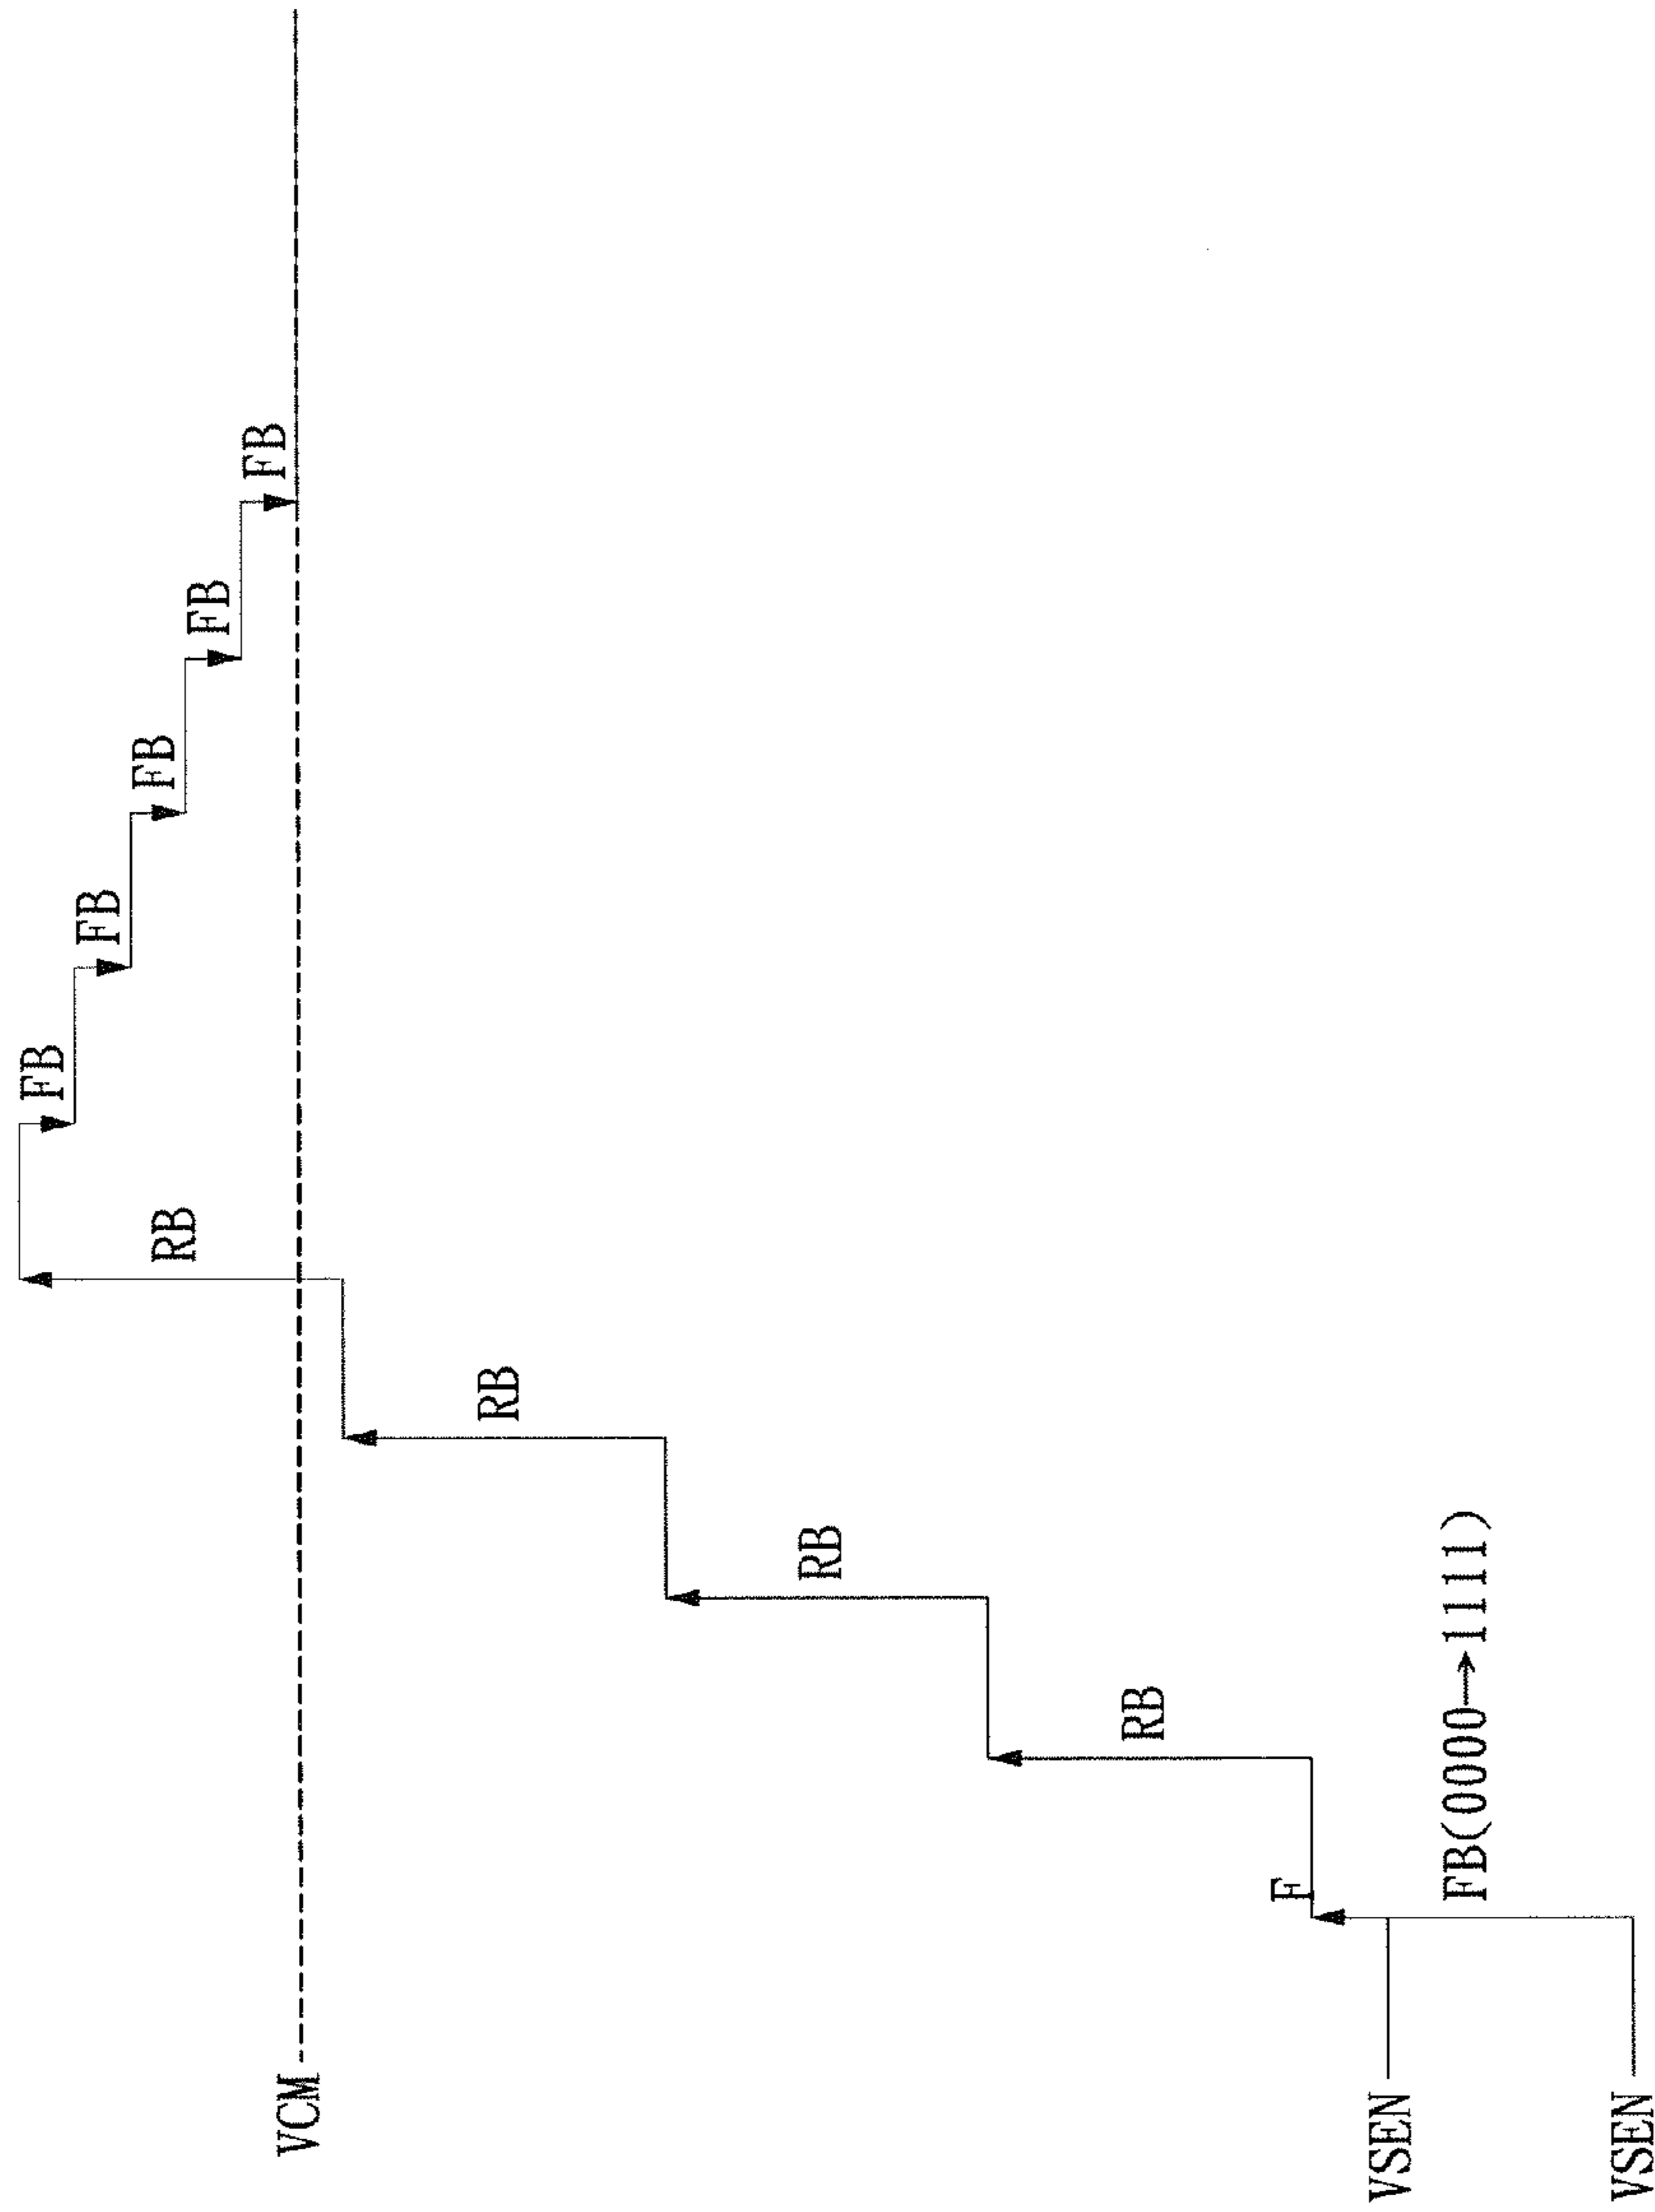 FB
FB
FB
RB
FB
FB
VCM
RB
RB
RB
F
VSEN
FB(0000→1111)
VSEN